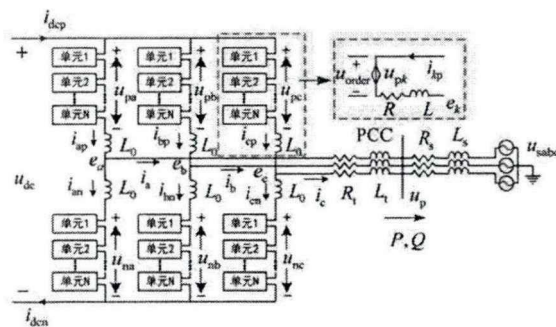 i_dcp
单元1 单元1 单元1
单元2 单元2 单元2
单元N 单元N 单元N
u_pa u_pb u_pc
u_order u_pk i_kp
R L e_k
i_ap i_bp i_cp
L_0 L_0 L_0
PCC R_s L_s
e_a e_b e_c
u_sabc
u_dc
i_a i_b i_c
i_an i_bn i_cn
L_0 L_0 L_0
R_t L_t u_p
P,Q
单元1 单元1 单元1
单元2 单元2 单元2
单元N 单元N 单元N
u_na u_nb u_nc
i_dcn